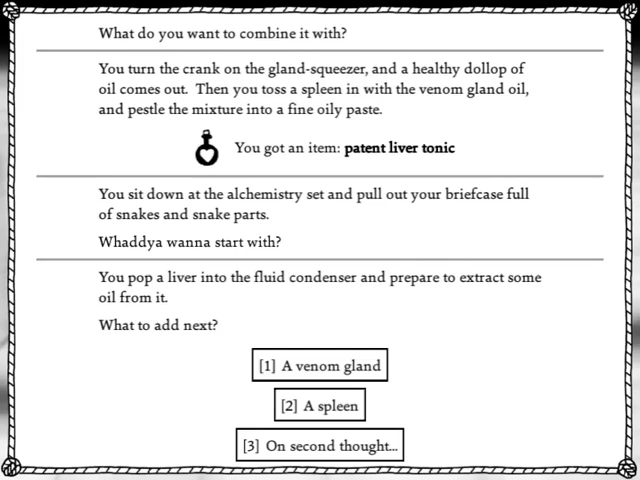 What do you want to combine it with?
You turn the crank on the gland-squeezer, and a healthy dollop of
oil comes out.  Then you toss a spleen in with the venom gland oil,
and pestle the mixture into a fine oily paste.
You got an item: patent liver tonic
You sit down at the alchemistry set and pull out your briefcase full
of snakes and snake parts.
Whaddya wanna start with?
You pop a liver into the fluid condenser and prepare to extract some
oil from it.
What to add next?
[1] A venom gland
[2] A spleen
[3] On second thought...